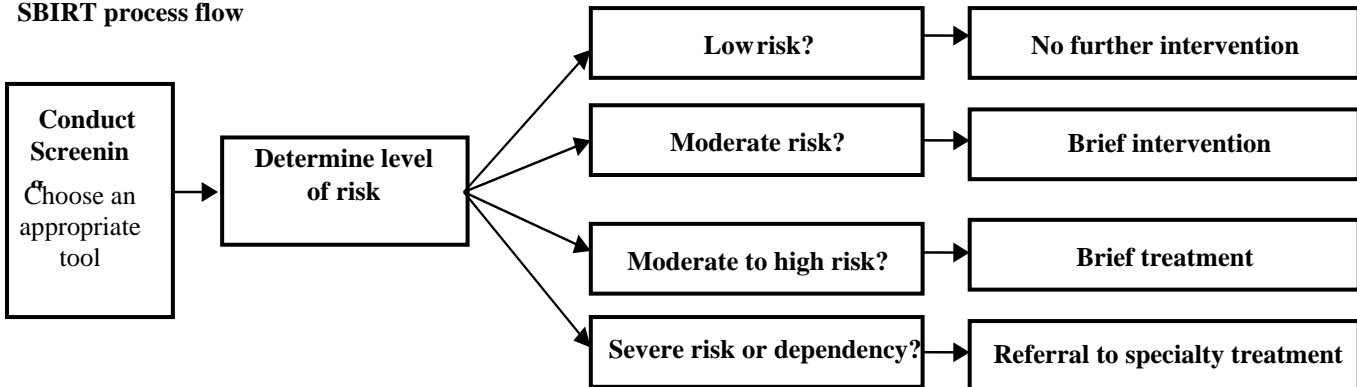 SBIRT process flow
Conduct
Screenin
g
Choose an
appropriate
tool
Determine level
of risk
Low risk?
No further intervention
Moderate risk?
Brief intervention
Moderate to high risk?
Brief treatment
Severe risk or dependency?
Referral to specialty treatment